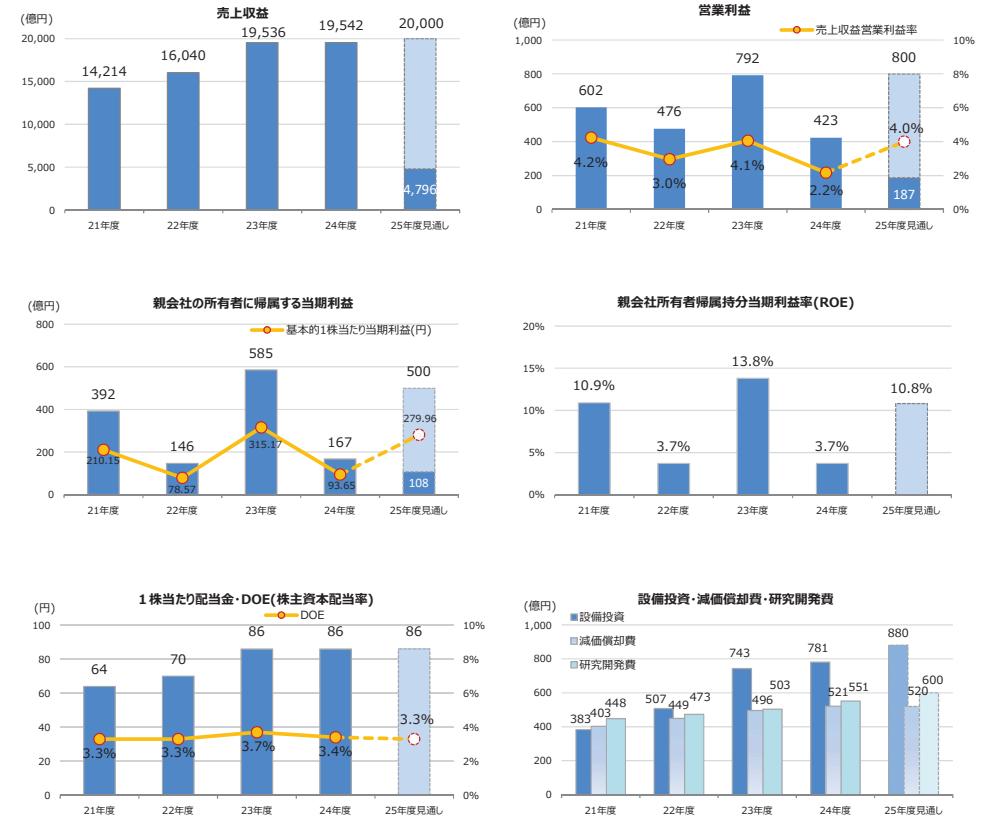 売上収益
(億円)
20,000
15,000
10,000
5,000
0
14,214
16,040
19,536
19,542
20,000
4,796
21年度
22年度
23年度
24年度
25年度見通し
営業利益
(億円)
売上収益営業利益率
1,000
800
600
400
200
0
10%
8%
6%
4%
2%
0%
602
476
792
423
800
4.2%
3.0%
4.1%
2.2%
4.0%
187
21年度
22年度
23年度
24年度
25年度見通し
親会社の所有者に帰属する当期利益
(億円)
基本的1株当たり当期利益(円)
800
600
400
200
0
392
146
585
167
500
210.15
78.57
315.17
93.65
279.96
108
21年度
22年度
23年度
24年度
25年度見通し
親会社所有者帰属持分当期利益率(ROE)
20%
15%
10%
5%
0%
10.9%
3.7%
13.8%
3.7%
10.8%
21年度
22年度
23年度
24年度
25年度見通し
1株当たり配当金・DOE(株主資本配当率)
(円)
DOE
100
80
60
40
20
0
10%
8%
6%
4%
2%
0%
64
70
86
86
86
3.3%
3.3%
3.7%
3.4%
3.3%
21年度
22年度
23年度
24年度
25年度見通し
設備投資・減価償却費・研究開発費
(億円)
設備投資
減価償却費
研究開発費
1,000
800
600
400
200
0
383
403
448
507
449
473
743
496
503
781
521
551
880
520
600
21年度
22年度
23年度
24年度
25年度見通し